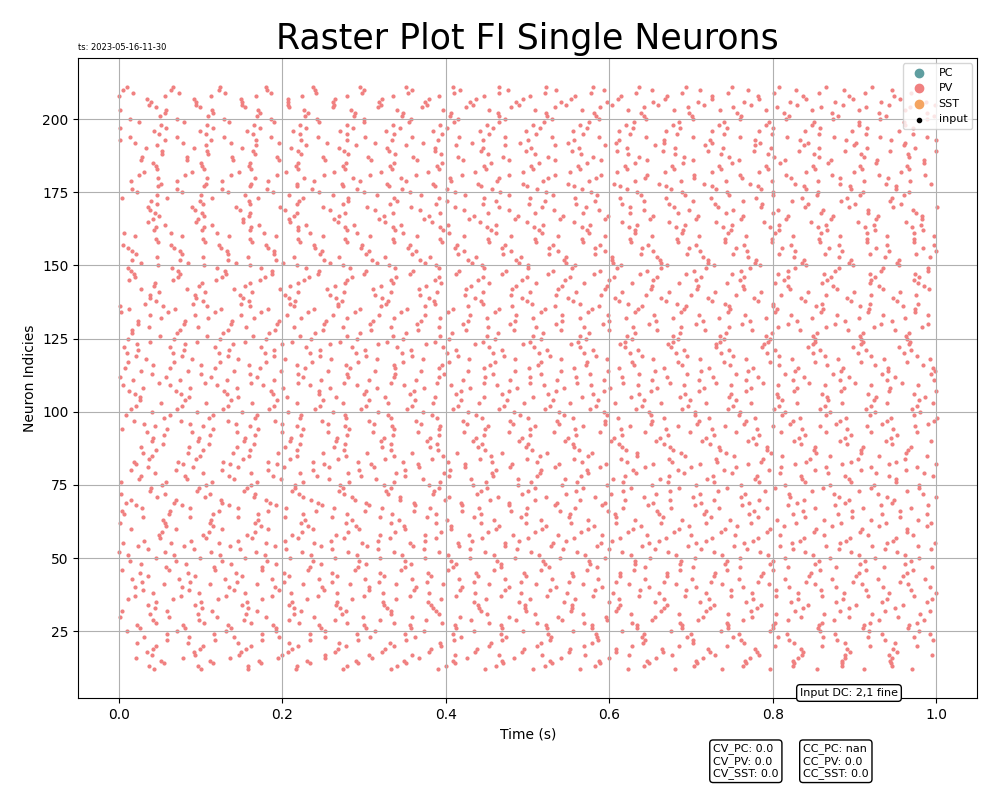 Raster Plot FI Single Neurons
ts: 2023-05-16-11-30
PC
PV
SST
input
200
175
150
125
100
75
50
25
Neuron Indicies
0.0 0.2 0.4 0.6 0.8 1.0
Time (s)
Input DC: 2,1 fine
CV_PC: 0.0
CV_PV: 0.0
CV_SST: 0.0
CC_PC: nan
CC_PV: 0.0
CC_SST: 0.0